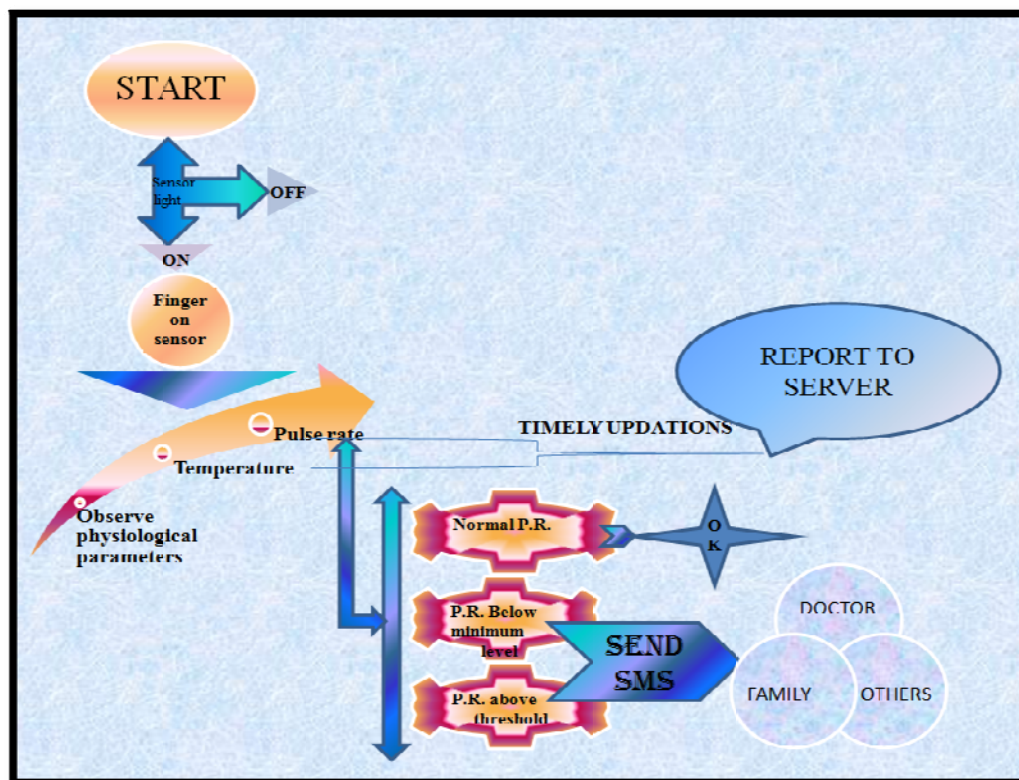 START
Sensor
light
OFF
ON
Finger
on
sensor
REPORT TO
SERVER
Pulse rate
TIMELY UPDATIONS
Temperature
Observe
physiological
parameters
Normal P.R.
O
K
P.R. Below
minimum
level
SEND
SMS
P.R. above
threshold
DOCTOR
FAMILY
OTHERS